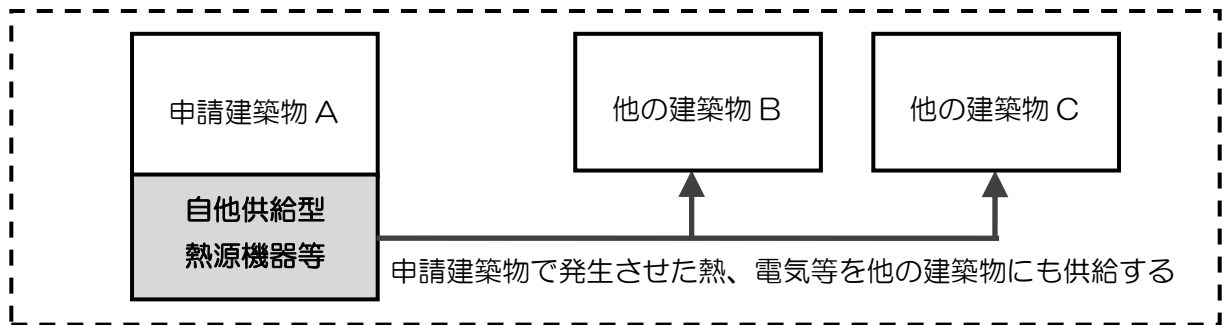 申請建築物 A
他の建築物 B
他の建築物 C
自他供給型
熱源機器等
申請建築物で発生させた熱、電気等を他の建築物にも供給する